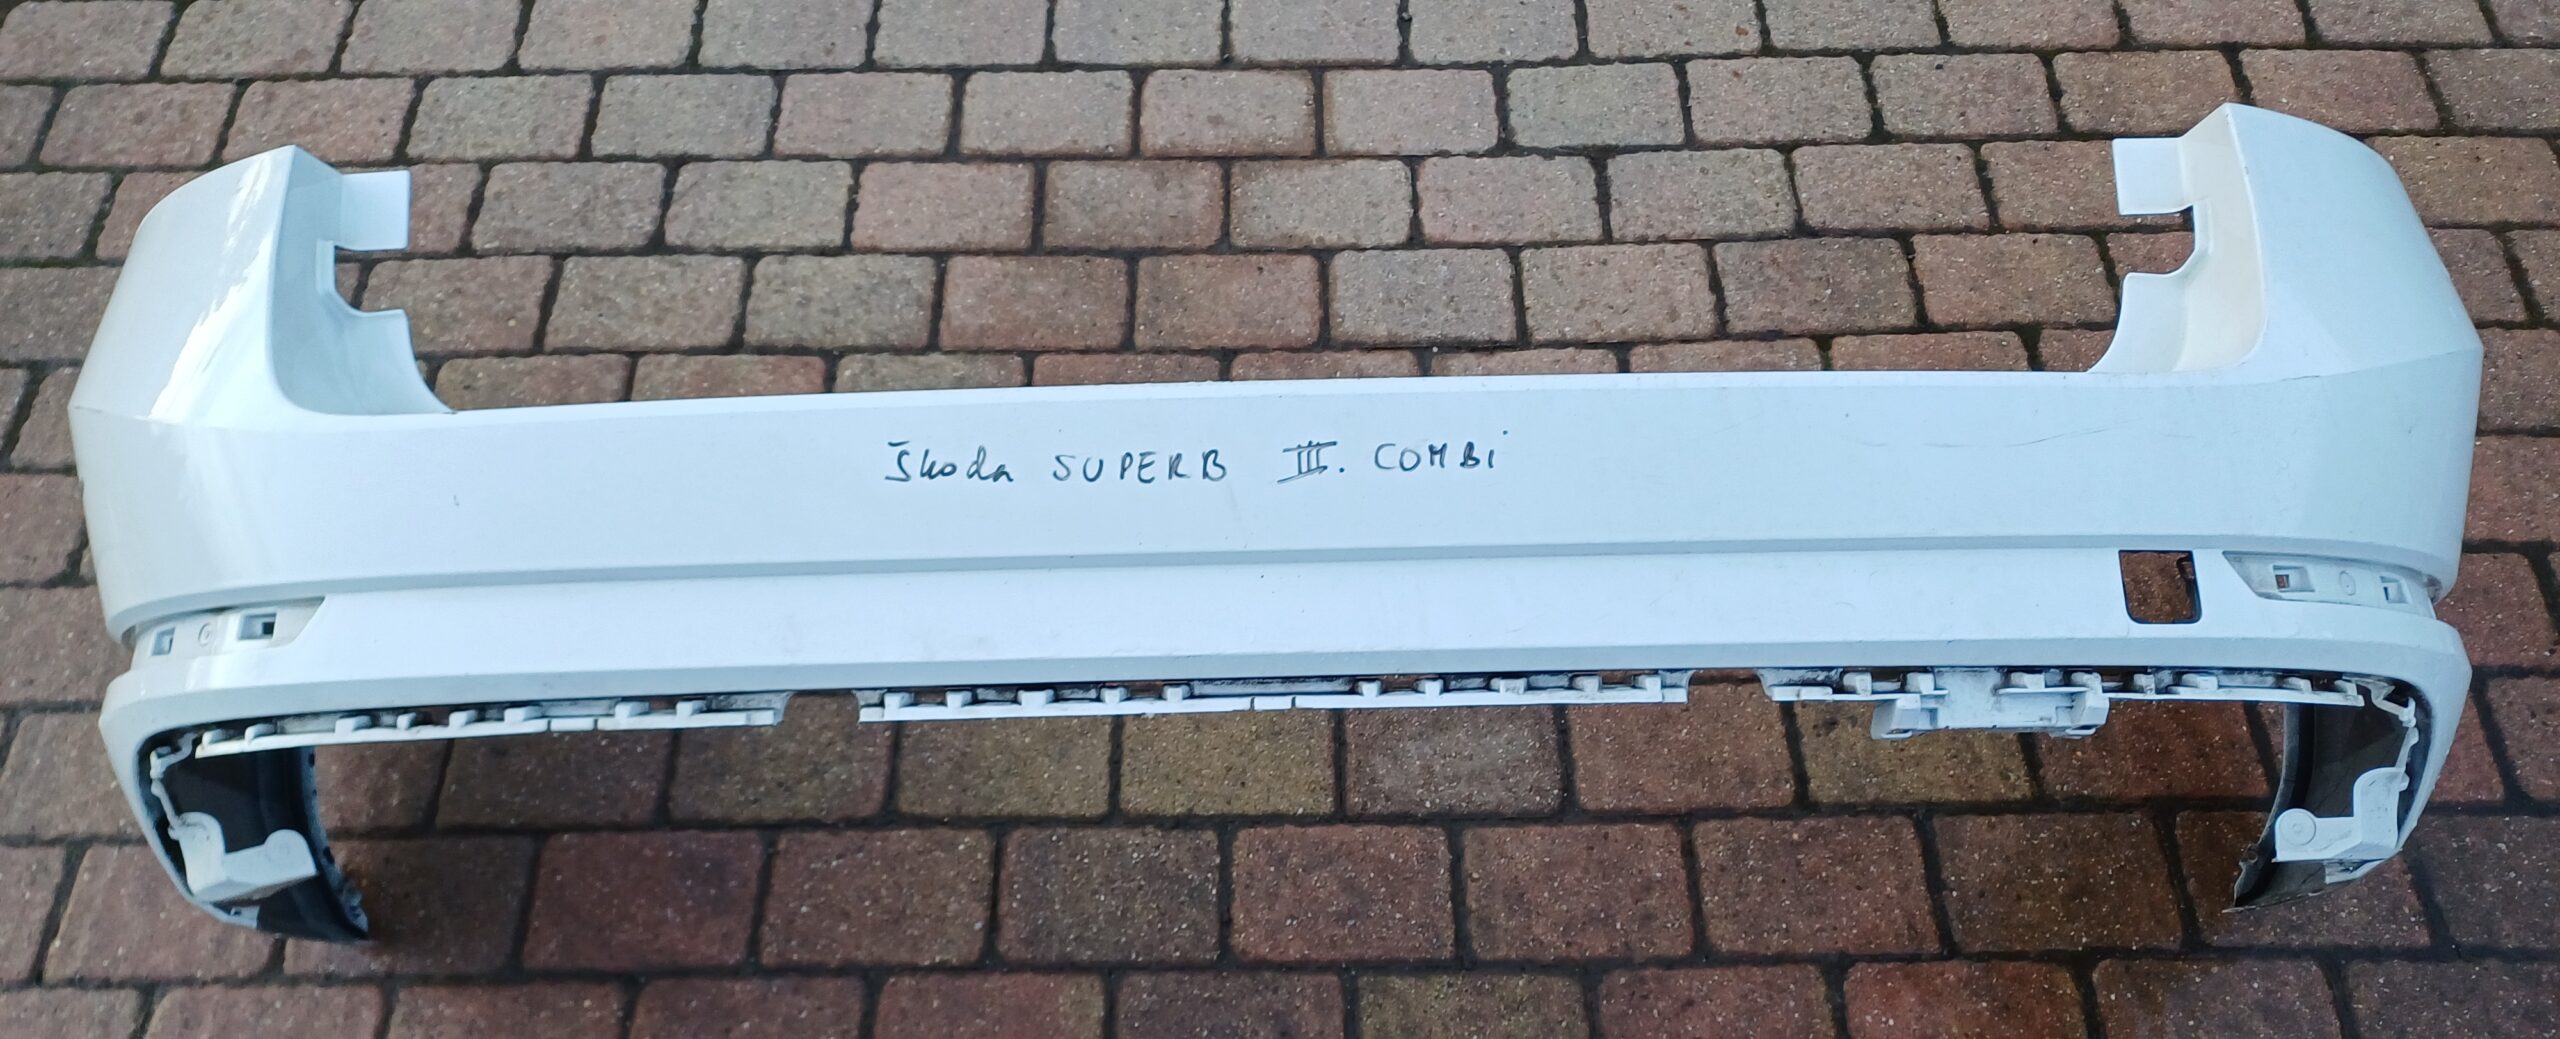 Škoda SUPERB III. COMBi